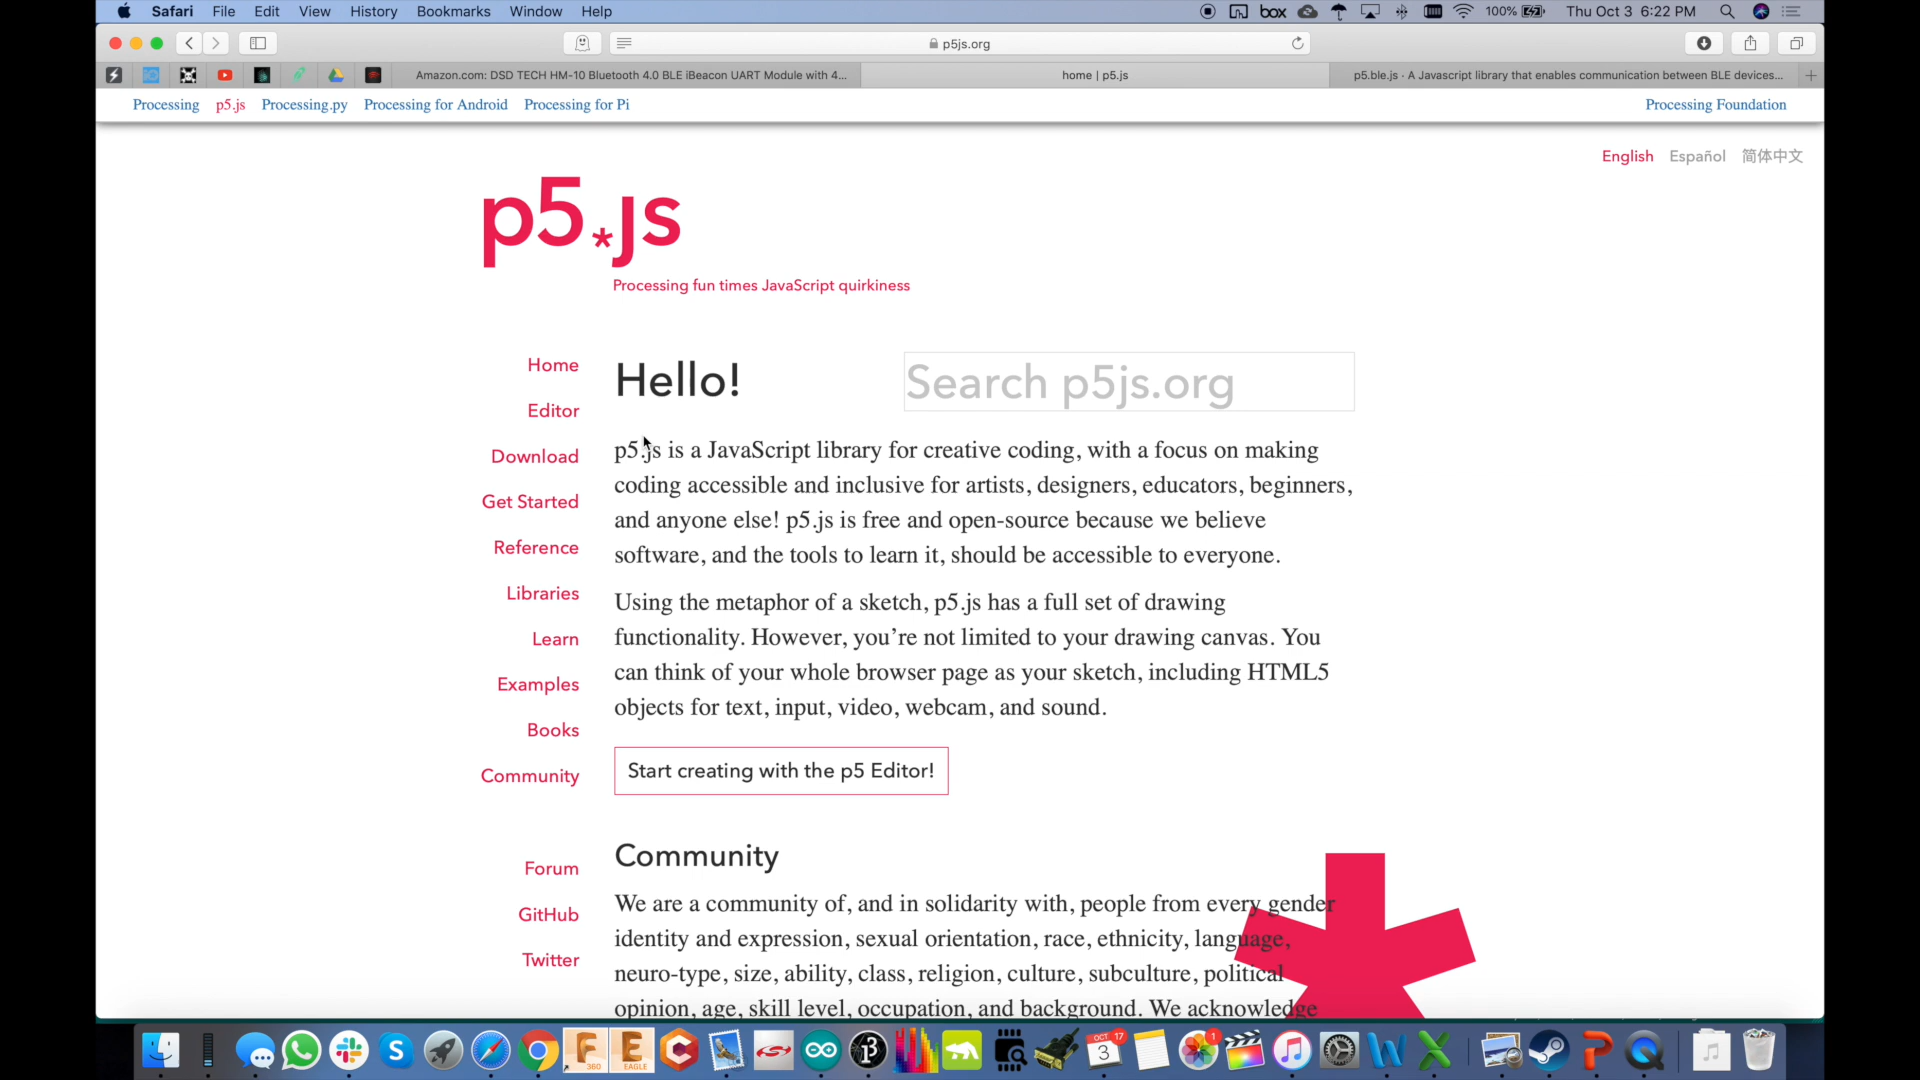 Safari File Edit View History Bookmarks Window Help box 100% Thu Oct 3 6:22 PM
p5js.org
Amazon.com: DSD TECH HM-10 Bluetooth 4.0 BLE iBeacon UART Module with 4... home | p5.js p5.ble.js · A Javascript library that enables communication between BLE devices...
Processing p5.js Processing.py Processing for Android Processing for Pi Processing Foundation
English Español 简体中文
p5*js
Processing fun times JavaScript quirkiness
Home
Editor
Download
Get Started
Reference
Libraries
Learn
Examples
Books
Community
Forum
GitHub
Twitter
Hello!
Search p5js.org
p5.js is a JavaScript library for creative coding, with a focus on making
coding accessible and inclusive for artists, designers, educators, beginners,
and anyone else! p5.js is free and open-source because we believe
software, and the tools to learn it, should be accessible to everyone.
Using the metaphor of a sketch, p5.js has a full set of drawing
functionality. However, you’re not limited to your drawing canvas. You
can think of your whole browser page as your sketch, including HTML5
objects for text, input, video, webcam, and sound.
Start creating with the p5 Editor!
Community
We are a community of, and in solidarity with, people from every gender
identity and expression, sexual orientation, race, ethnicity, language,
neuro-type, size, ability, class, religion, culture, subculture, political
opinion, age, skill level, occupation, and background. We acknowledge
F 360 E EAGLE OCT 17 3 1